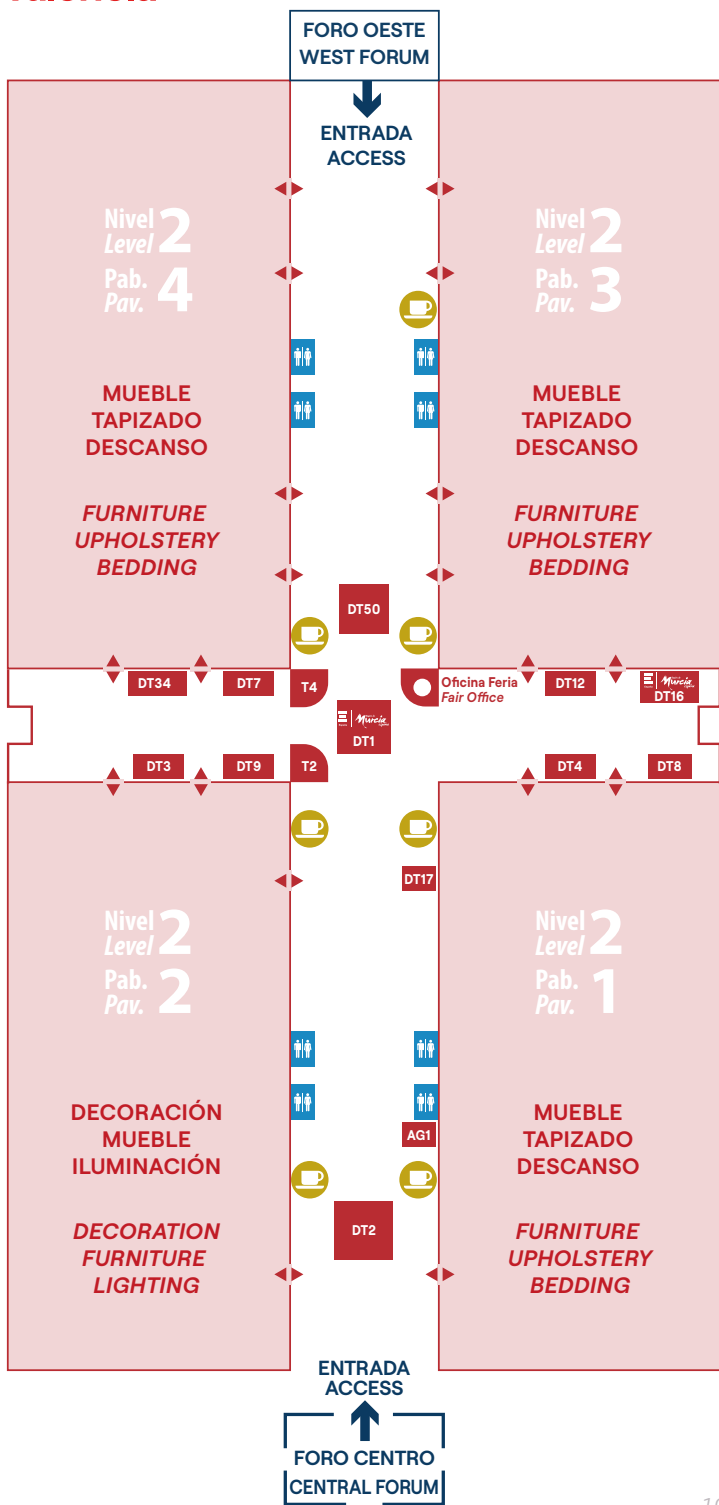 FORO OESTE
WEST FORUM
ENTRADA
ACCESS
Nivel
Level 2
Pab.
Pav. 4
MUEBLE
TAPIZADO
DESCANSO
FURNITURE
UPHOLSTERY
BEDDING
Nivel
Level 2
Pab.
Pav. 3
MUEBLE
TAPIZADO
DESCANSO
FURNITURE
UPHOLSTERY
BEDDING
DT50
DT34
DT7
T4
Oficina Feria
Fair Office
DT12
Murcia
DT16
Murcia
DT1
DT3
DT9
T2
DT4
DT8
DT17
Nivel
Level 2
Pab.
Pav. 2
DECORACIÓN
MUEBLE
ILUMINACIÓN
DECORATION
FURNITURE
LIGHTING
Nivel
Level 2
Pab.
Pav. 1
MUEBLE
TAPIZADO
DESCANSO
FURNITURE
UPHOLSTERY
BEDDING
AG1
DT2
ENTRADA
ACCESS
FORO CENTRO
CENTRAL FORUM